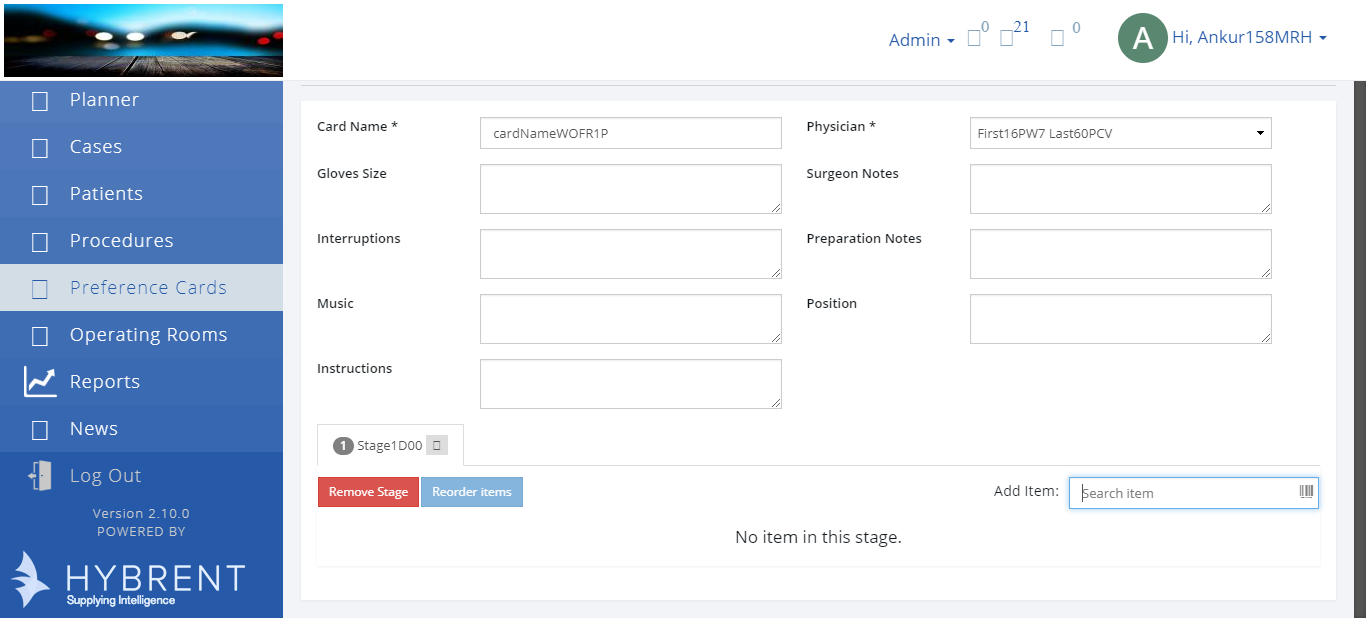 Admin 0 21 0 A Hi, Ankur158MRH
Planner
Cases
Patients
Procedures
Preference Cards
Operating Rooms
Reports
News
Log Out
Version 2.10.0
POWERED BY
HYBRENT
Supplying Intelligence
Card Name * cardNameWOFR1P Physician * First16PW7 Last60PCV
Gloves Size Surgeon Notes
Interruptions Preparation Notes
Music Position
Instructions
1 Stage1D00
Remove Stage Reorder items Add Item: Search item
No item in this stage.